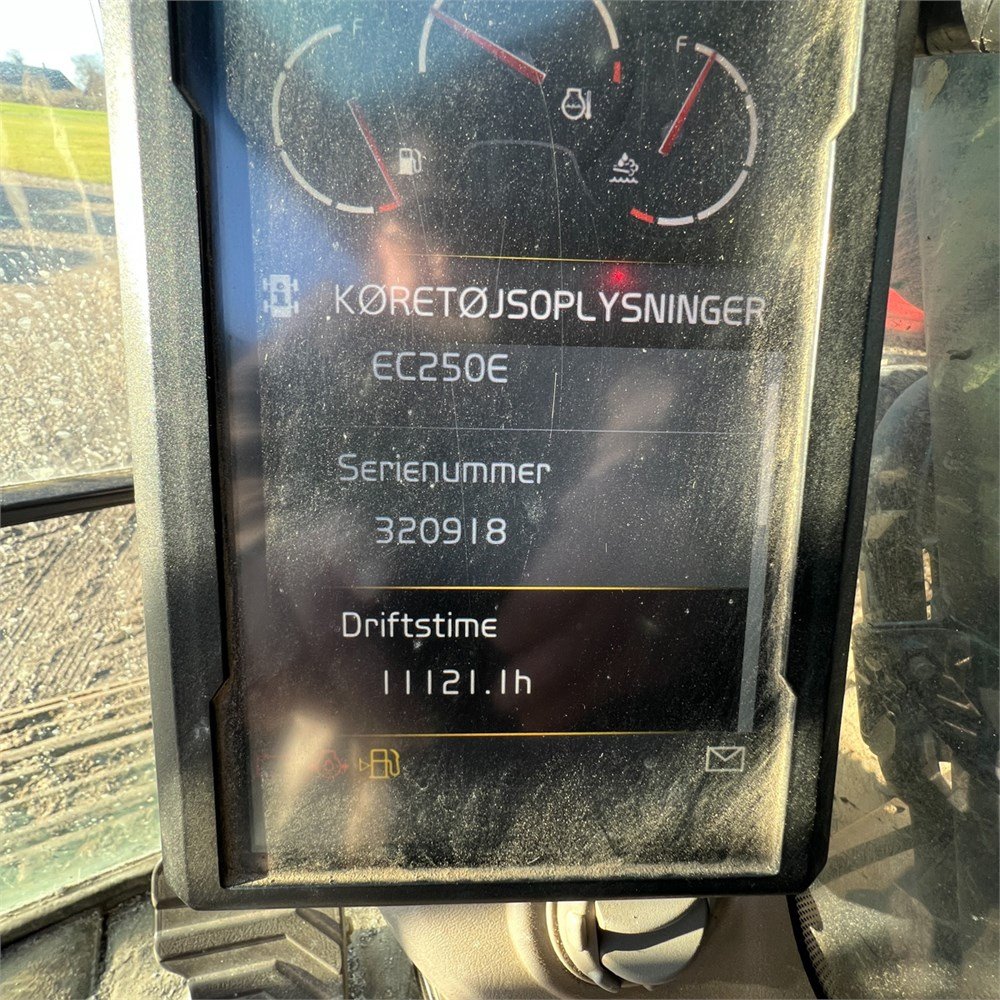 F
F
KØRETØJSOPLYSNINGER
EC250E
Serienummer
320918
Driftstime
11121.1h